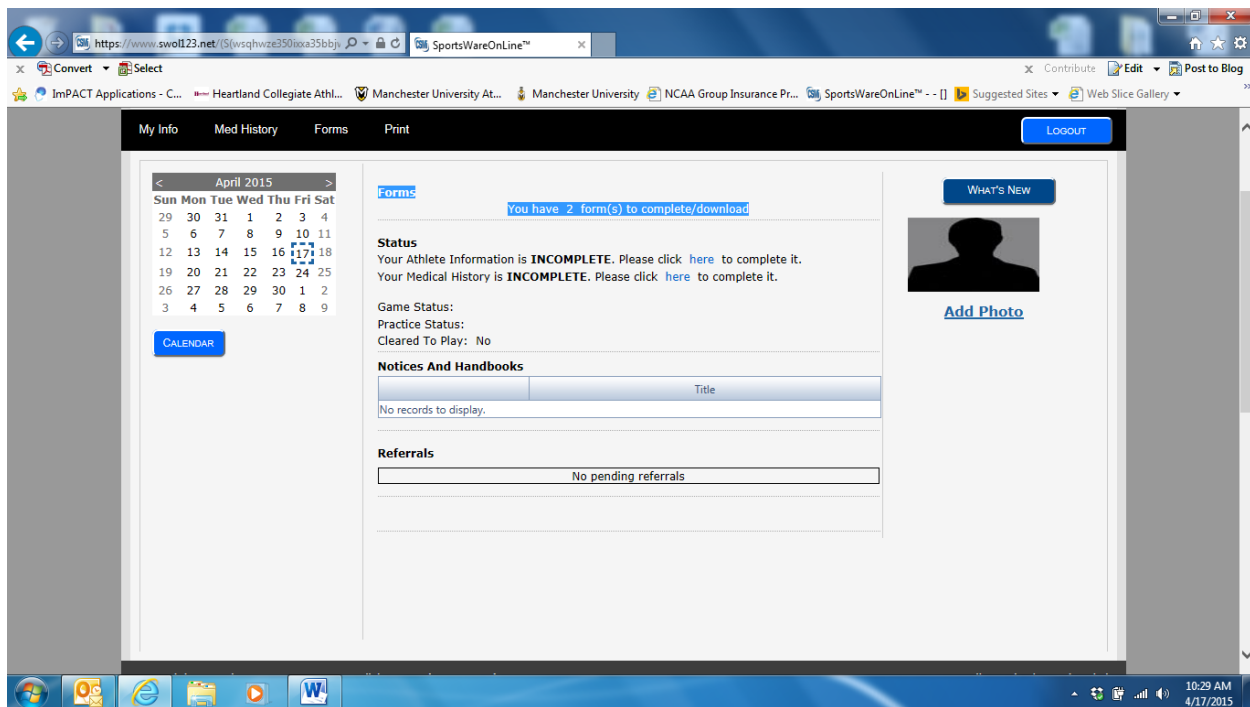 https://www.swol123.net/(S(wsqhwze350ixxa35bbjv
SportsWareOnLine™
x Convert Select
x Contribute Edit Post to Blog
ImPACT Applications - C... Heartland Collegiate Athl... Manchester University At... Manchester University NCAA Group Insurance Pr... SportsWareOnLine™ - - [] Suggested Sites Web Slice Gallery
My Info Med History Forms Print LOGOUT
< April 2015 >
Sun Mon Tue Wed Thu Fri Sat
29 30 31 1 2 3 4
5 6 7 8 9 10 11
12 13 14 15 16 17 18
19 20 21 22 23 24 25
26 27 28 29 30 1 2
3 4 5 6 7 8 9
CALENDAR
Forms
You have 2 form(s) to complete/download
Status
Your Athlete Information is INCOMPLETE. Please click here to complete it.
Your Medical History is INCOMPLETE. Please click here to complete it.
Game Status:
Practice Status:
Cleared To Play: No
Notices And Handbooks
Title
No records to display.
Referrals
No pending referrals
WHAT'S NEW
Add Photo
10:29 AM
4/17/2015